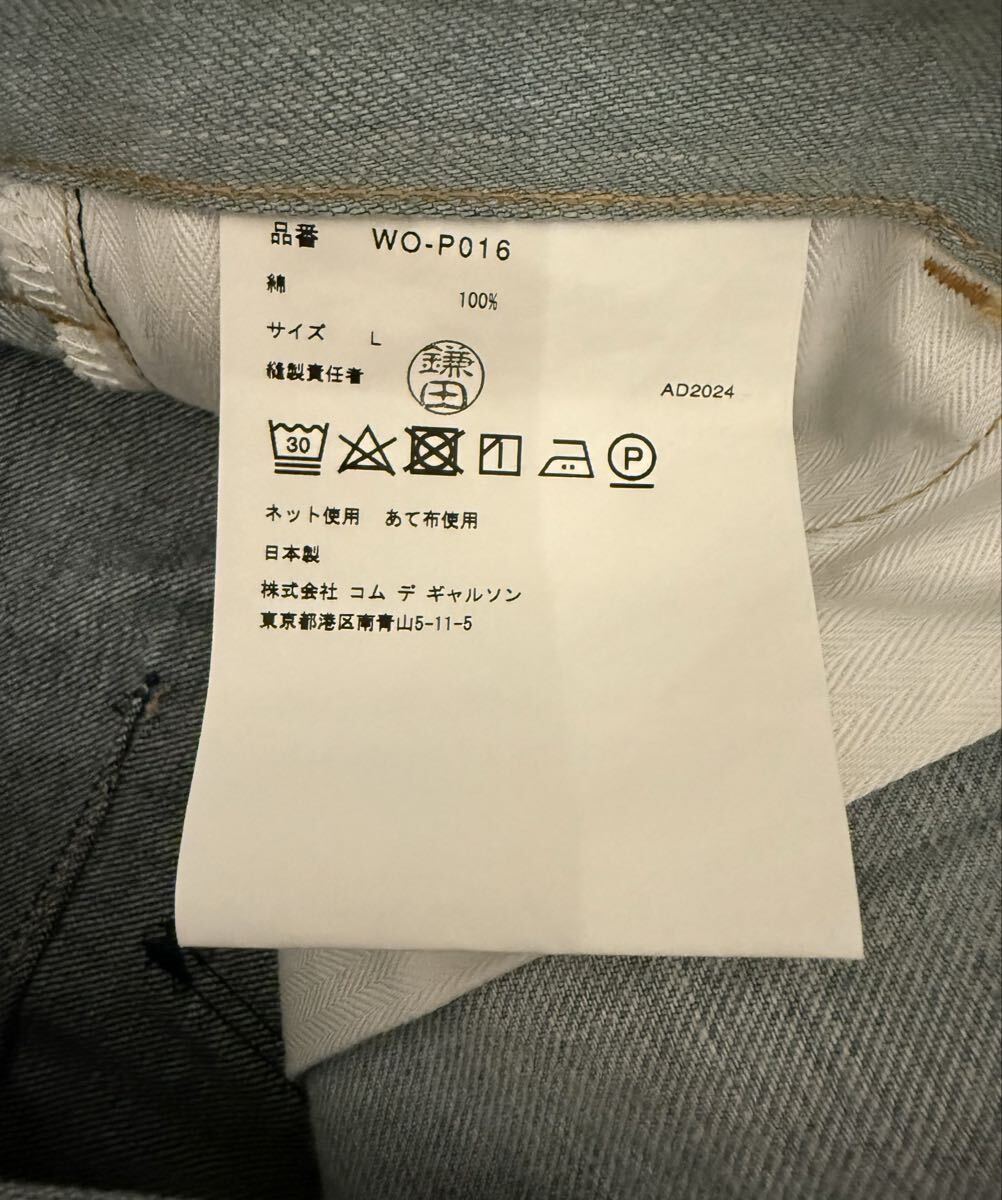 品番 WO-P016
綿 100%
サイズ L
縫製責任者 鎌田
AD2024
30 P
ネット使用 あて布使用
日本製
株式会社 コム デ ギャルソン
東京都港区南青山5-11-5